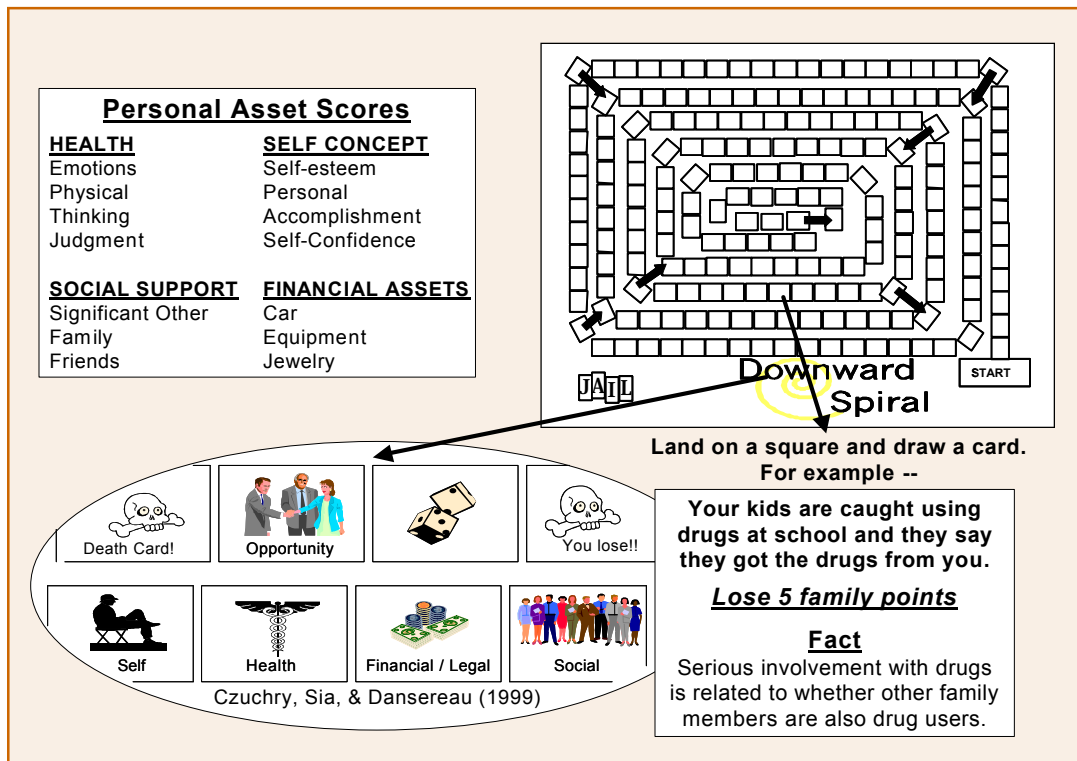 Personal Asset Scores
HEALTH
Emotions
Physical
Thinking
Judgment
SELF CONCEPT
Self-esteem
Personal
Accomplishment
Self-Confidence
SOCIAL SUPPORT
Significant Other
Family
Friends
FINANCIAL ASSETS
Car
Equipment
Jewelry
JAIL
Downward
Spiral
START
Land on a square and draw a card.
For example --
Your kids are caught using
drugs at school and they say
they got the drugs from you.
Lose 5 family points
Fact
Serious involvement with drugs
is related to whether other family
members are also drug users.
Death Card!
Opportunity
You lose!!
Self
Health
Financial / Legal
Social
Czuchry, Sia, & Dansereau (1999)